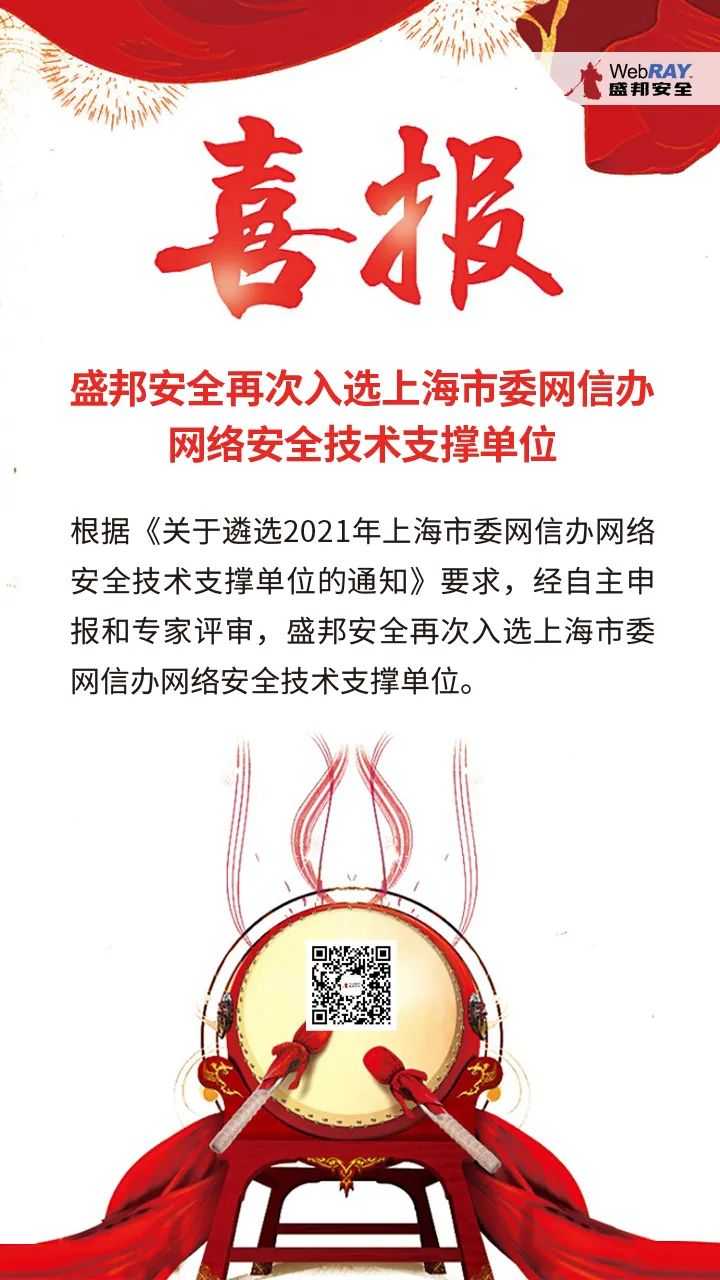 WebRAY
盛邦安全
喜报
盛邦安全再次入选上海市委网信办
网络安全技术支撑单位
根据《关于遴选2021年上海市委网信办网络
安全技术支撑单位的通知》要求，经自主申
报和专家评审，盛邦安全再次入选上海市委
网信办网络安全技术支撑单位。